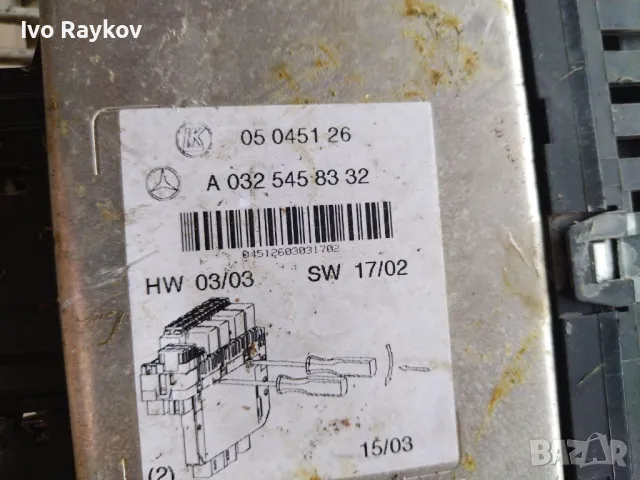 Ivo Raykov
LK
05 0451 26
A 032 545 83 32
04512603031702
HW 03/03
SW 17/02
15/03
(2)
bazar